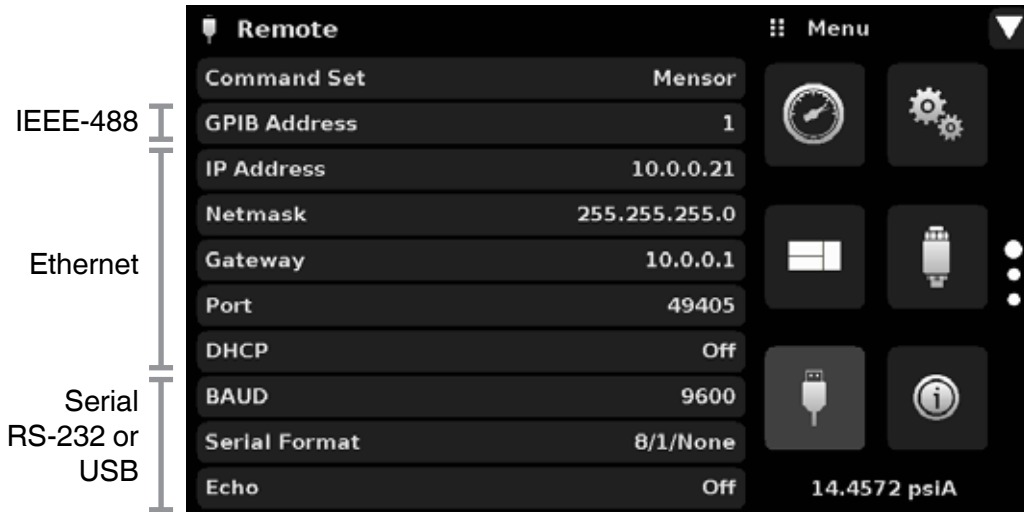 Remote
Menu
Command Set Mensor
IEEE-488
GPIB Address 1
IP Address 10.0.0.21
Netmask 255.255.255.0
Ethernet
Gateway 10.0.0.1
Port 49405
DHCP Off
Serial
RS-232 or
USB
BAUD 9600
Serial Format 8/1/None
Echo Off
14.4572 psiA